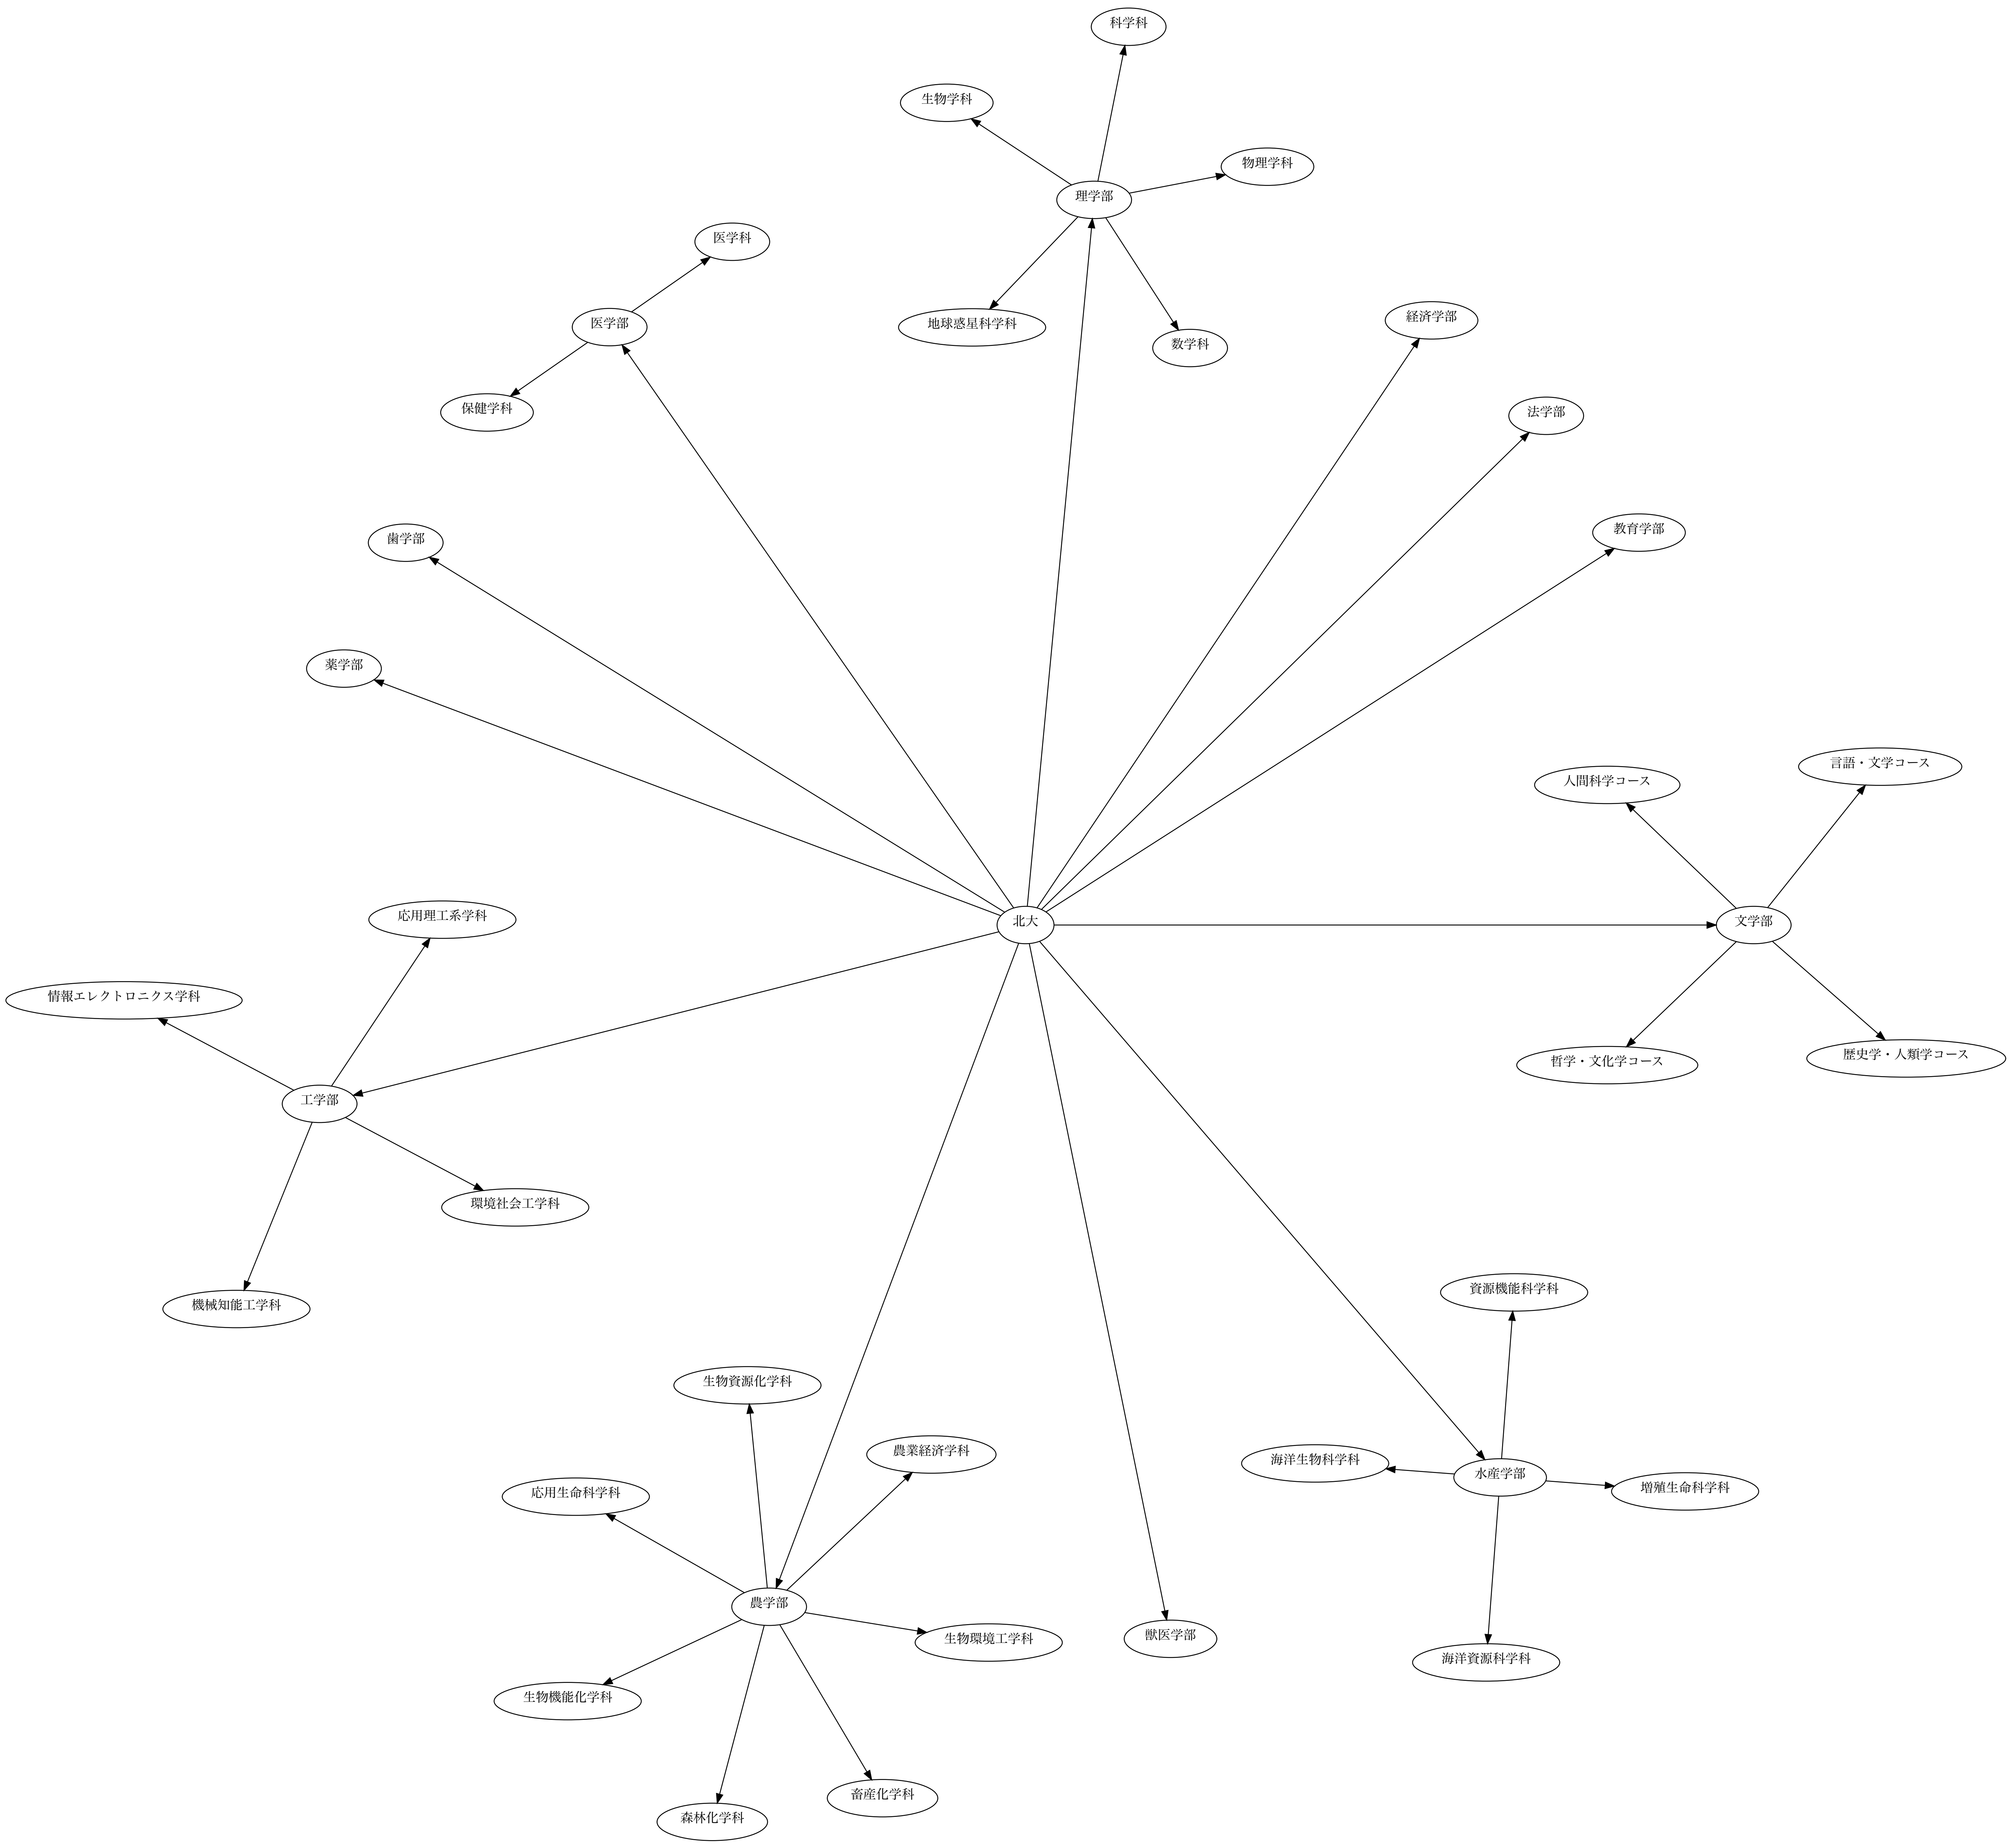 科学科
生物学科
物理学科
理学部
医学科
地球惑星科学科
医学部
数学科
経済学部
保健学科
法学部
歯学部
教育学部
薬学部
人間科学コース
言語・文学コース
応用理工系学科
北大
文学部
情報エレクトロニクス学科
哲学・文化学コース
歴史学・人類学コース
工学部
環境社会工学科
機械知能工学科
資源機能科学科
生物資源化学科
農業経済学科
海洋生物科学科
水産学部
増殖生命科学科
応用生命科学科
農学部
生物環境工学科
獣医学部
海洋資源科学科
生物機能化学科
畜産化学科
森林化学科